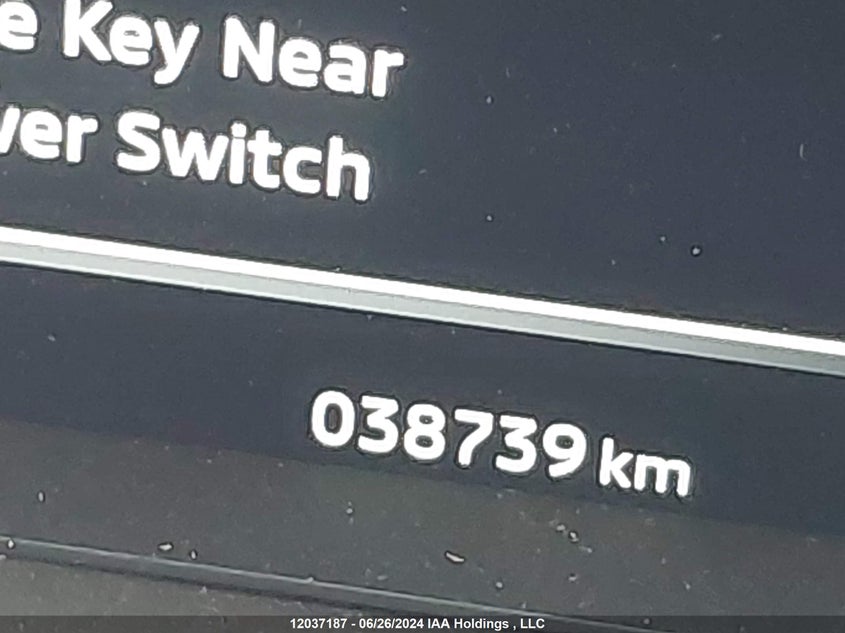 Key Near
Switch
038739 km
12037187 - 06/26/2024 IAA Holdings , LLC